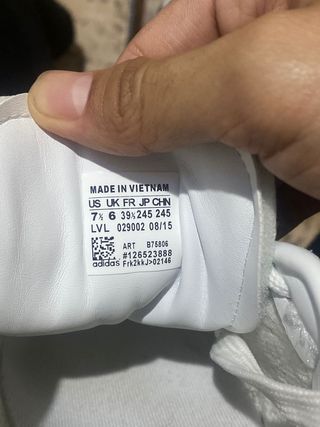 MADE IN VIETNAM
US UK FR JP CHN
7½ 6 39⅓ 245 245
LVL 029002 08/15
ART B75806
#126523888
adidas Frk2kkJ>02146